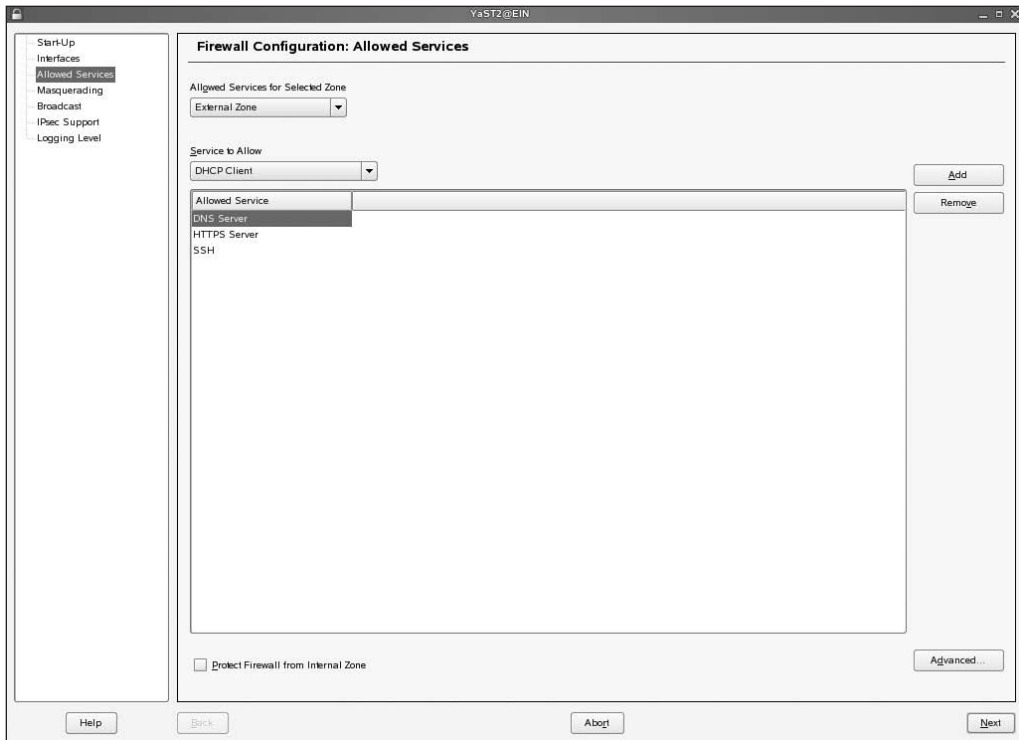 YaST2@EIN
Start-Up
Interfaces
Allowed Services
Masquerading
Broadcast
IPsec Support
Logging Level
Firewall Configuration: Allowed Services
Allowed Services for Selected Zone
External Zone
Service to Allow
DHCP Client
Add
Allowed Service
Remove
DNS Server
HTTPS Server
SSH
Protect Firewall from Internal Zone
Advanced...
Help
Back
Abort
Next